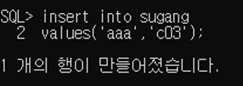 SQL> insert into sugang
  2  values('aaa','c03');
1 개의 행이 만들어졌습니다.